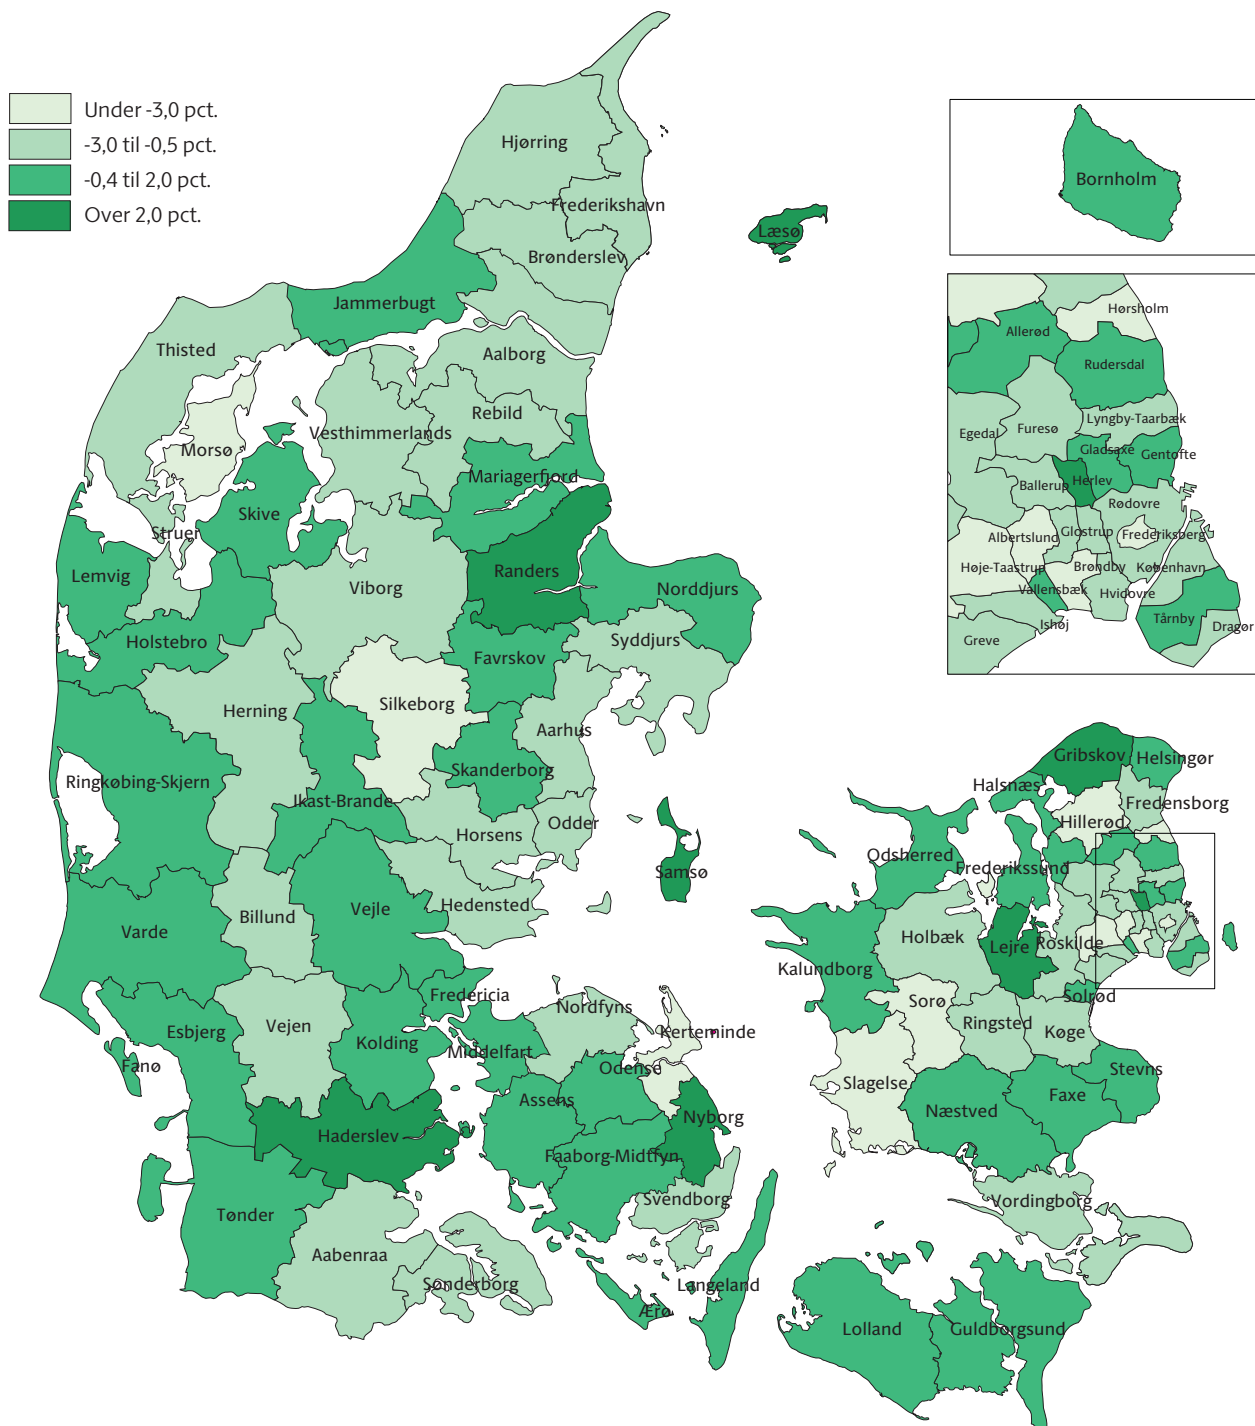 Under -3,0 pct.
-3,0 til -0,5 pct.
-0,4 til 2,0 pct.
Over 2,0 pct.
Hjørring
Frederikshavn
Brønderslev
Læsø
Jammerbugt
Thisted
Aalborg
Rebild
Vesthimmerlands
Morsø
Mariagerfjord
Skive
Struer
Lemvig
Viborg
Randers
Norddjurs
Holstebro
Favrskov
Syddjurs
Silkeborg
Herning
Aarhus
Ringkøbing-Skjern
Skanderborg
Ikast-Brande
Horsens
Odder
Samsø
Hedensted
Billund
Vejle
Varde
Fredericia
Esbjerg
Vejen
Kolding
Fanø
Middelfart
Nordfyns
Kerteminde
Odense
Assens
Nyborg
Haderslev
Faaborg-Midtfyn
Svendborg
Tønder
Aabenraa
Sønderborg
Langeland
Ærø
Bornholm
Hørsholm
Allerød
Rudersdal
Lyngby-Taarbæk
Furesø
Egedal
Gladsaxe
Gentofte
Herlev
Ballerup
Rødovre
Glostrup
Frederiksberg
Albertslund
Høje-Taastrup
Brøndby
København
Vallensbæk
Hvidovre
Ishøj
Tårnby
Dragør
Greve
Gribskov
Helsingør
Halsnæs
Fredensborg
Hillerød
Odsherred
Frederikssund
Holbæk
Lejre
Roskilde
Kalundborg
Solrød
Sorø
Ringsted
Køge
Stevns
Slagelse
Næstved
Faxe
Vordingborg
Lolland
Guldborgsund